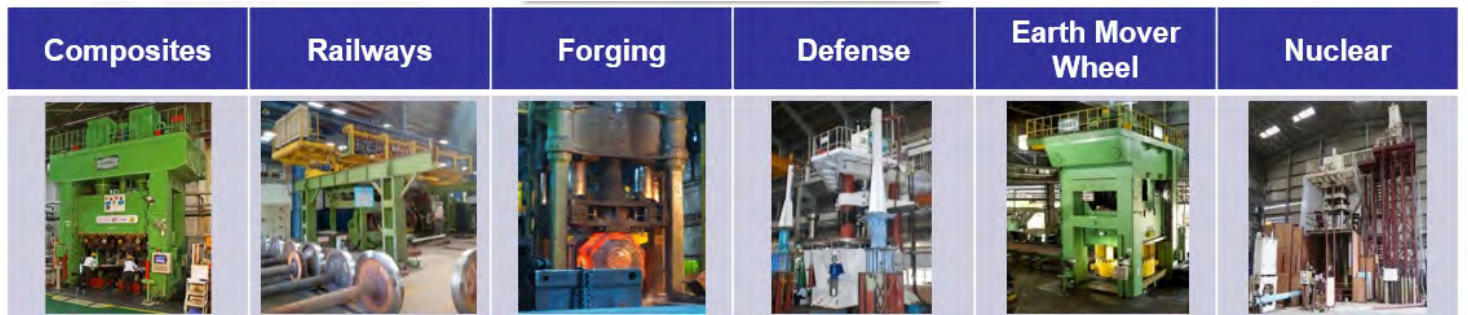 Composites
Railways
Forging
Defense
Earth Mover
Wheel
Nuclear